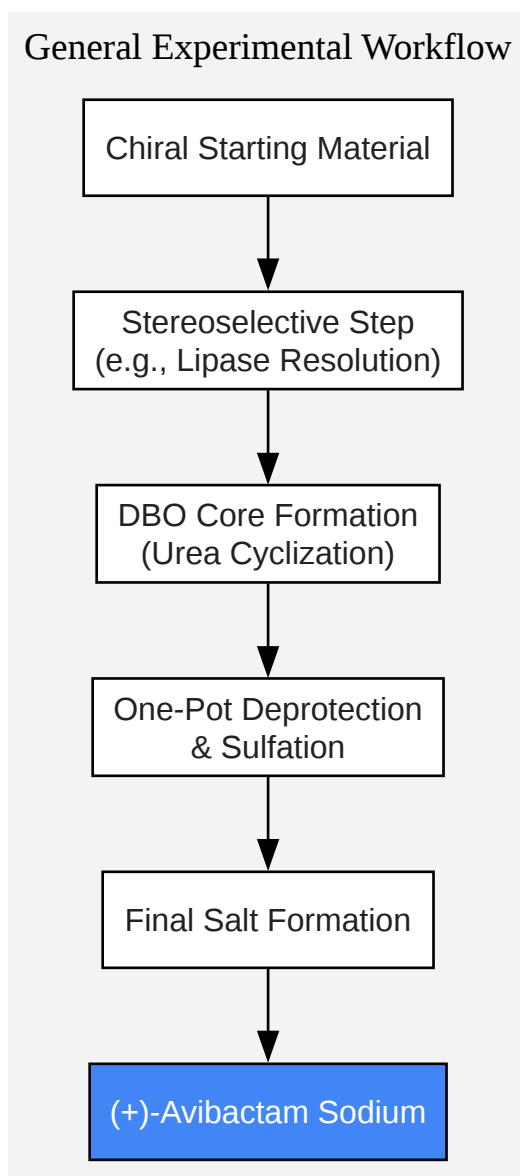 General Experimental Workflow
Chiral Starting Material
Stereoselective Step
(e.g., Lipase Resolution)
DBO Core Formation
(Urea Cyclization)
One-Pot Deprotection
& Sulfation
Final Salt Formation
(+)-Avibactam Sodium